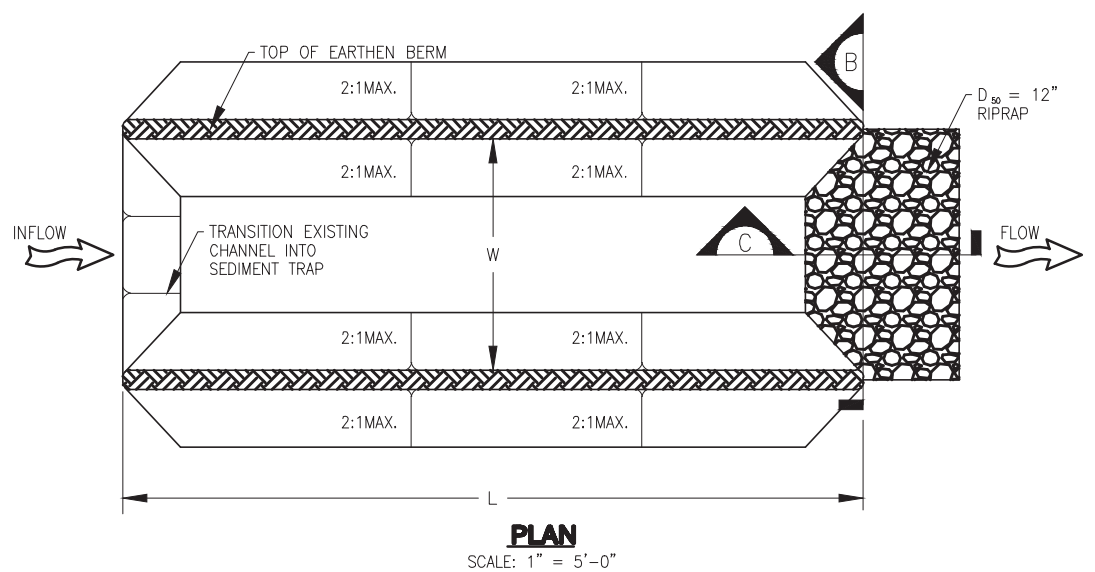 TOP OF EARTHEN BERM
2:1MAX.
2:1MAX.
B
D50 = 12"
RIPRAP
2:1MAX.
2:1MAX.
INFLOW
TRANSITION EXISTING
CHANNEL INTO
SEDIMENT TRAP
W
C
FLOW
2:1MAX.
2:1MAX.
2:1MAX.
2:1MAX.
L
PLAN
SCALE: 1" = 5'-0"